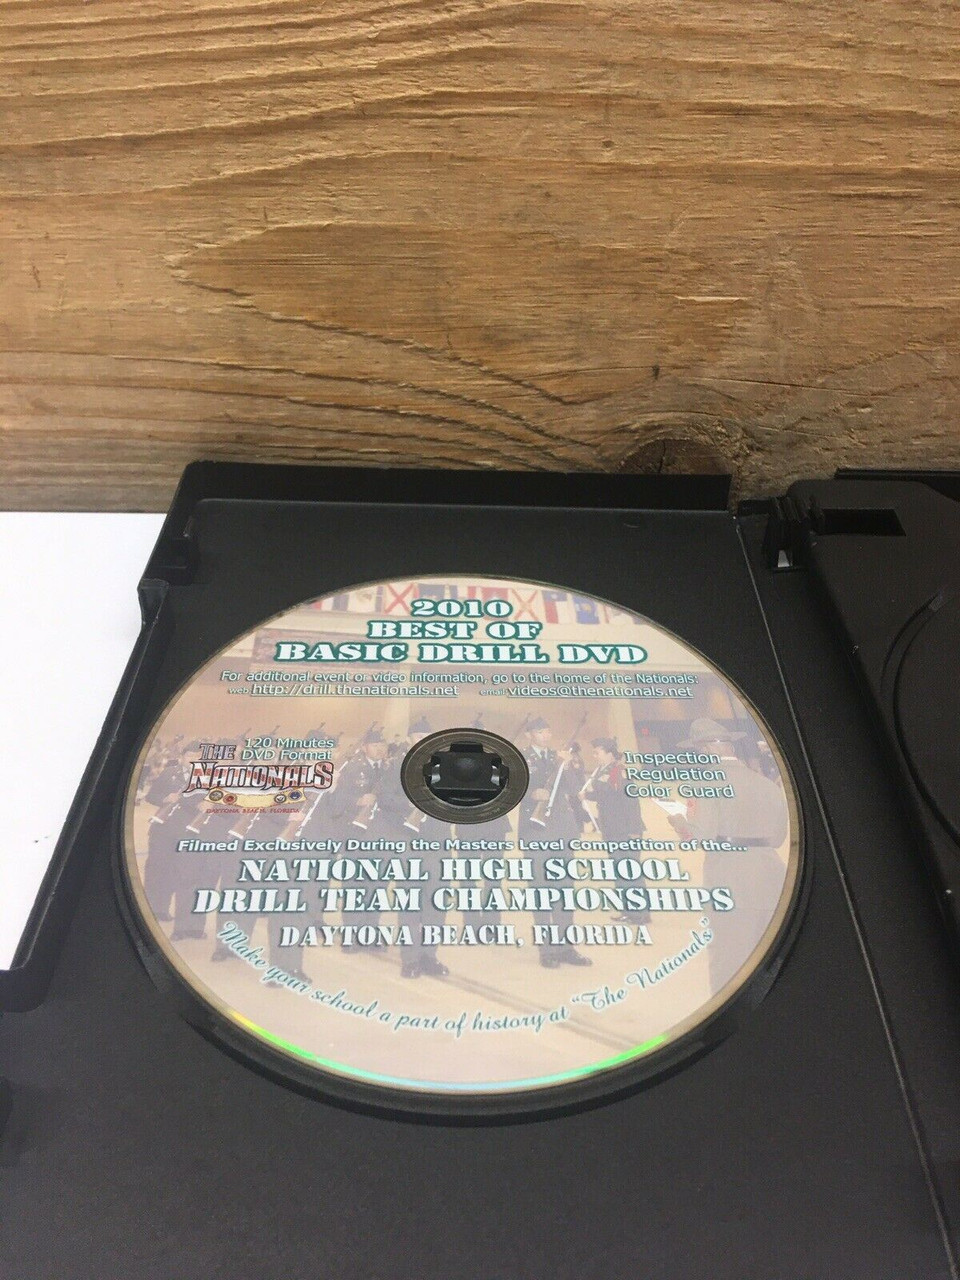 2010
BEST OF
BASIC DRILL DVD
For additional event or video information, go to the home of the Nationals:
web: http://drill.thenationals.net email: videos@thenationals.net
120 Minutes
DVD Format
THE
NATIONALS
DAYTONA BEACH, FLORIDA
Inspection
Regulation
Color Guard
Filmed Exclusively During the Masters Level Competition of the...
NATIONAL HIGH SCHOOL
DRILL TEAM CHAMPIONSHIPS
DAYTONA BEACH, FLORIDA
Make your school a part of history at "The Nationals"